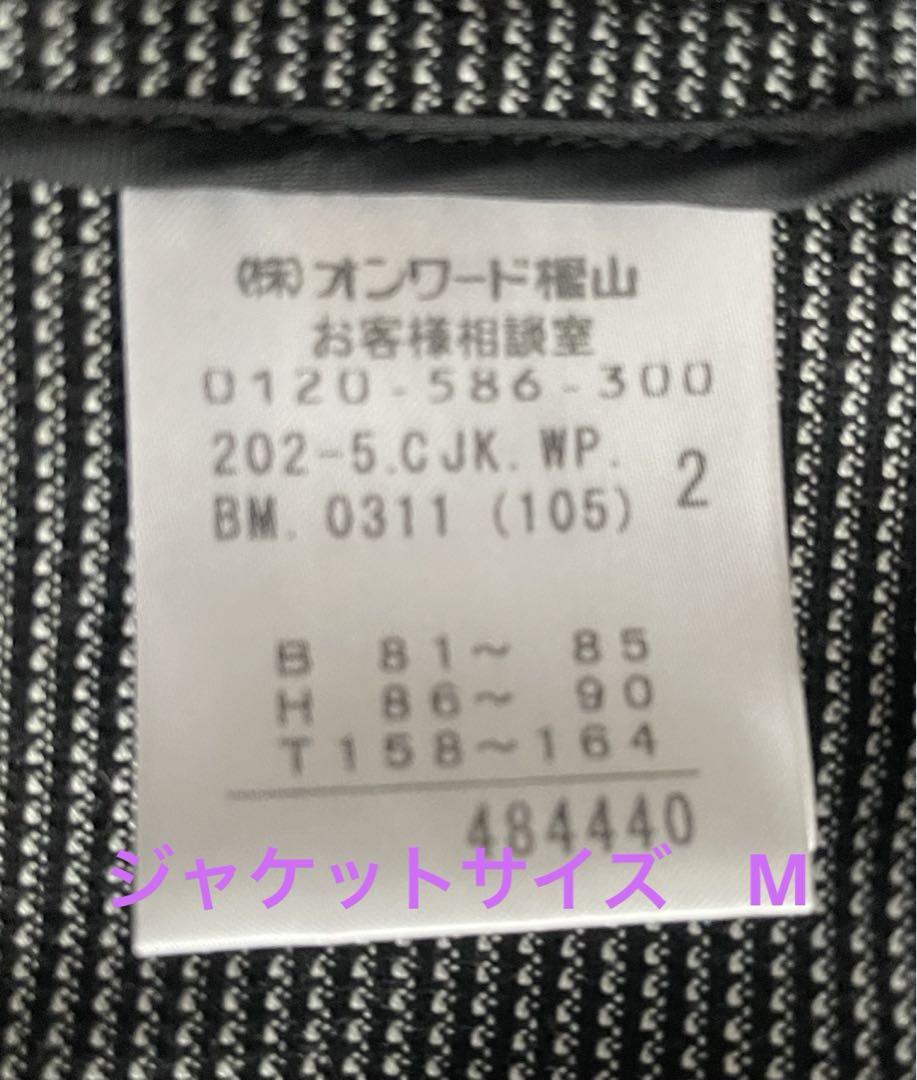 ㈱オンワード樫山
お客様相談室
0120-586-300
202-5.CJK.WP.
BM.0311 (105) 2
B 81~ 85
H 86~ 90
T158~164
484440
ジャケットサイズ M